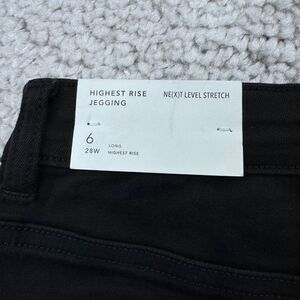 HIGHEST RISE
JEGGING
NE(X)T LEVEL STRETCH
6
28W
LONG
HIGHEST RISE